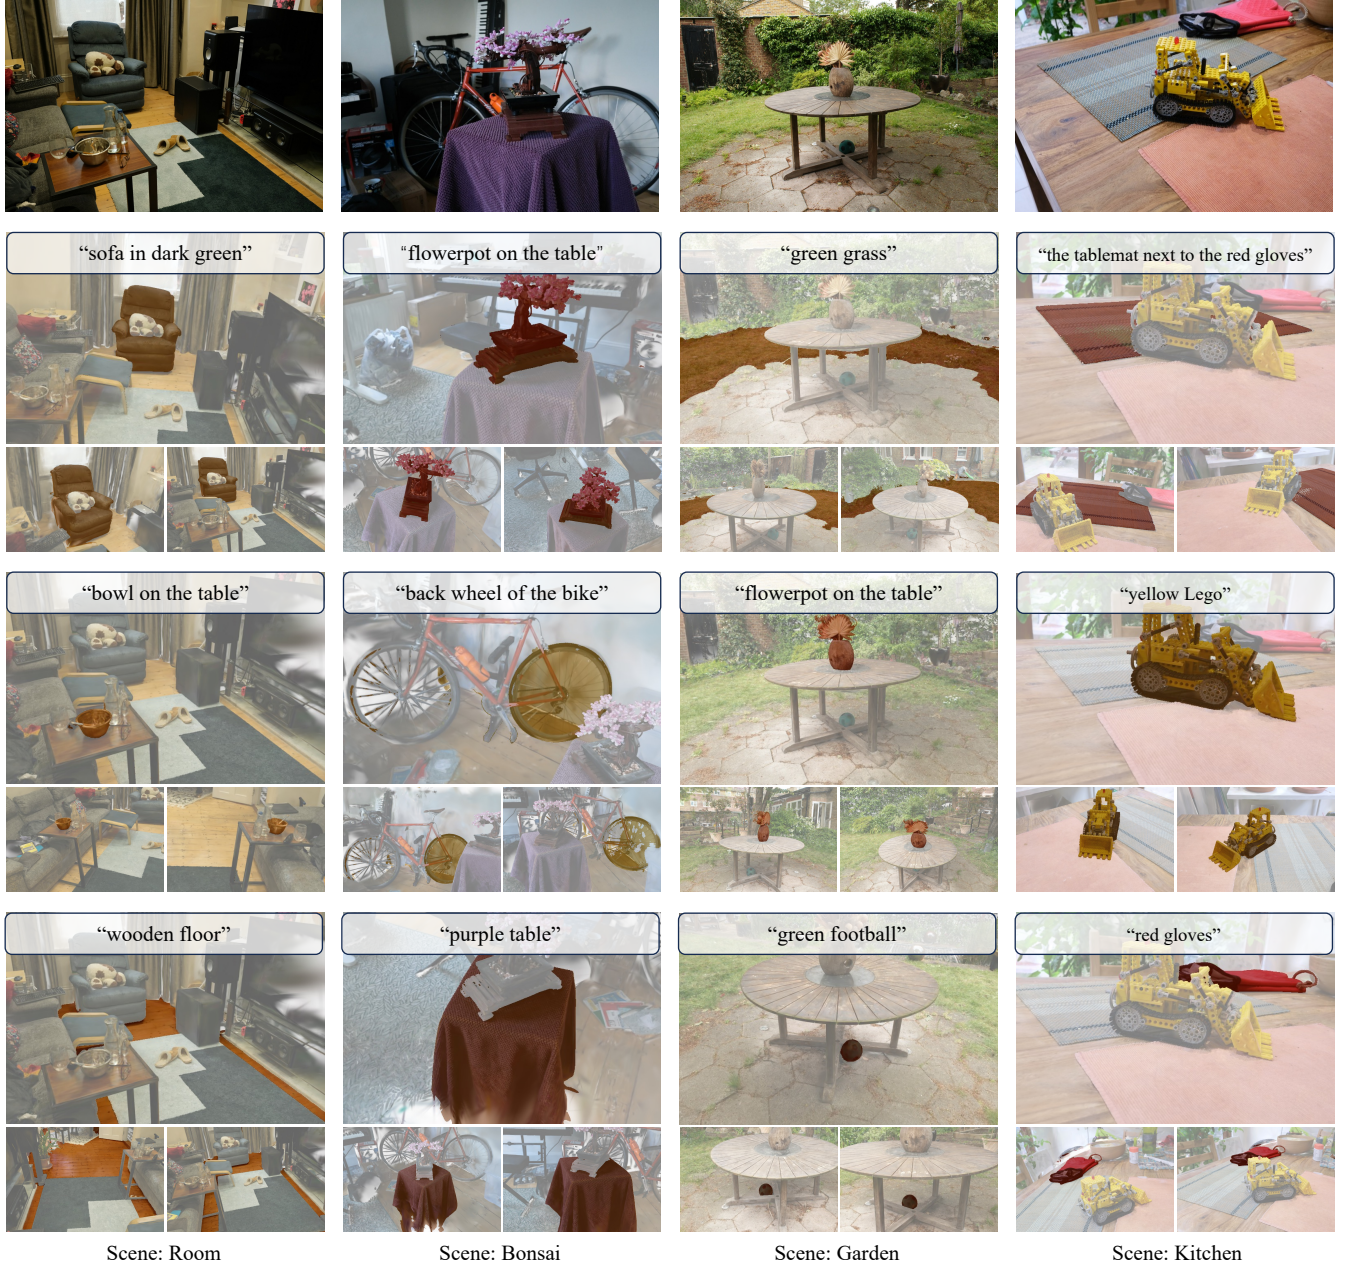 “sofa in dark green”
“flowerpot on the table”
“green grass”
“the tablemat next to the red gloves”
“bowl on the table”
“back wheel of the bike”
“flowerpot on the table”
“yellow Lego”
“wooden floor”
“purple table”
“green football”
“red gloves”
Scene: Room
Scene: Bonsai
Scene: Garden
Scene: Kitchen